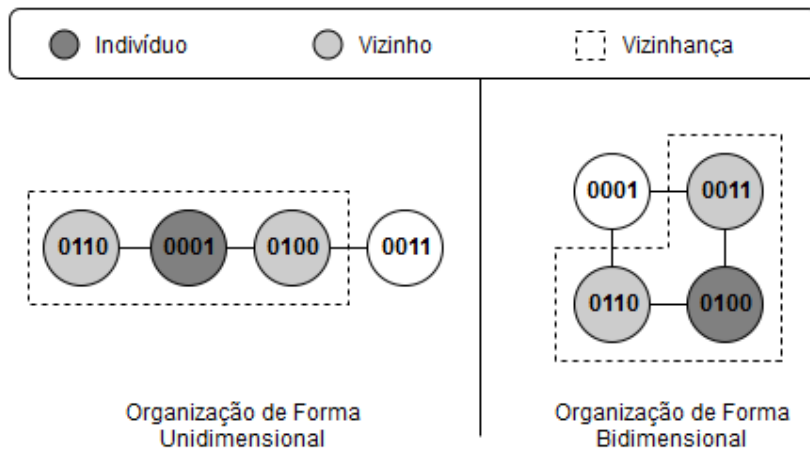 Indivíduo
Vizinho
Vizinhança
0110
0001
0100
0011
Organização de Forma
Unidimensional
0001
0011
0110
0100
Organização de Forma
Bidimensional